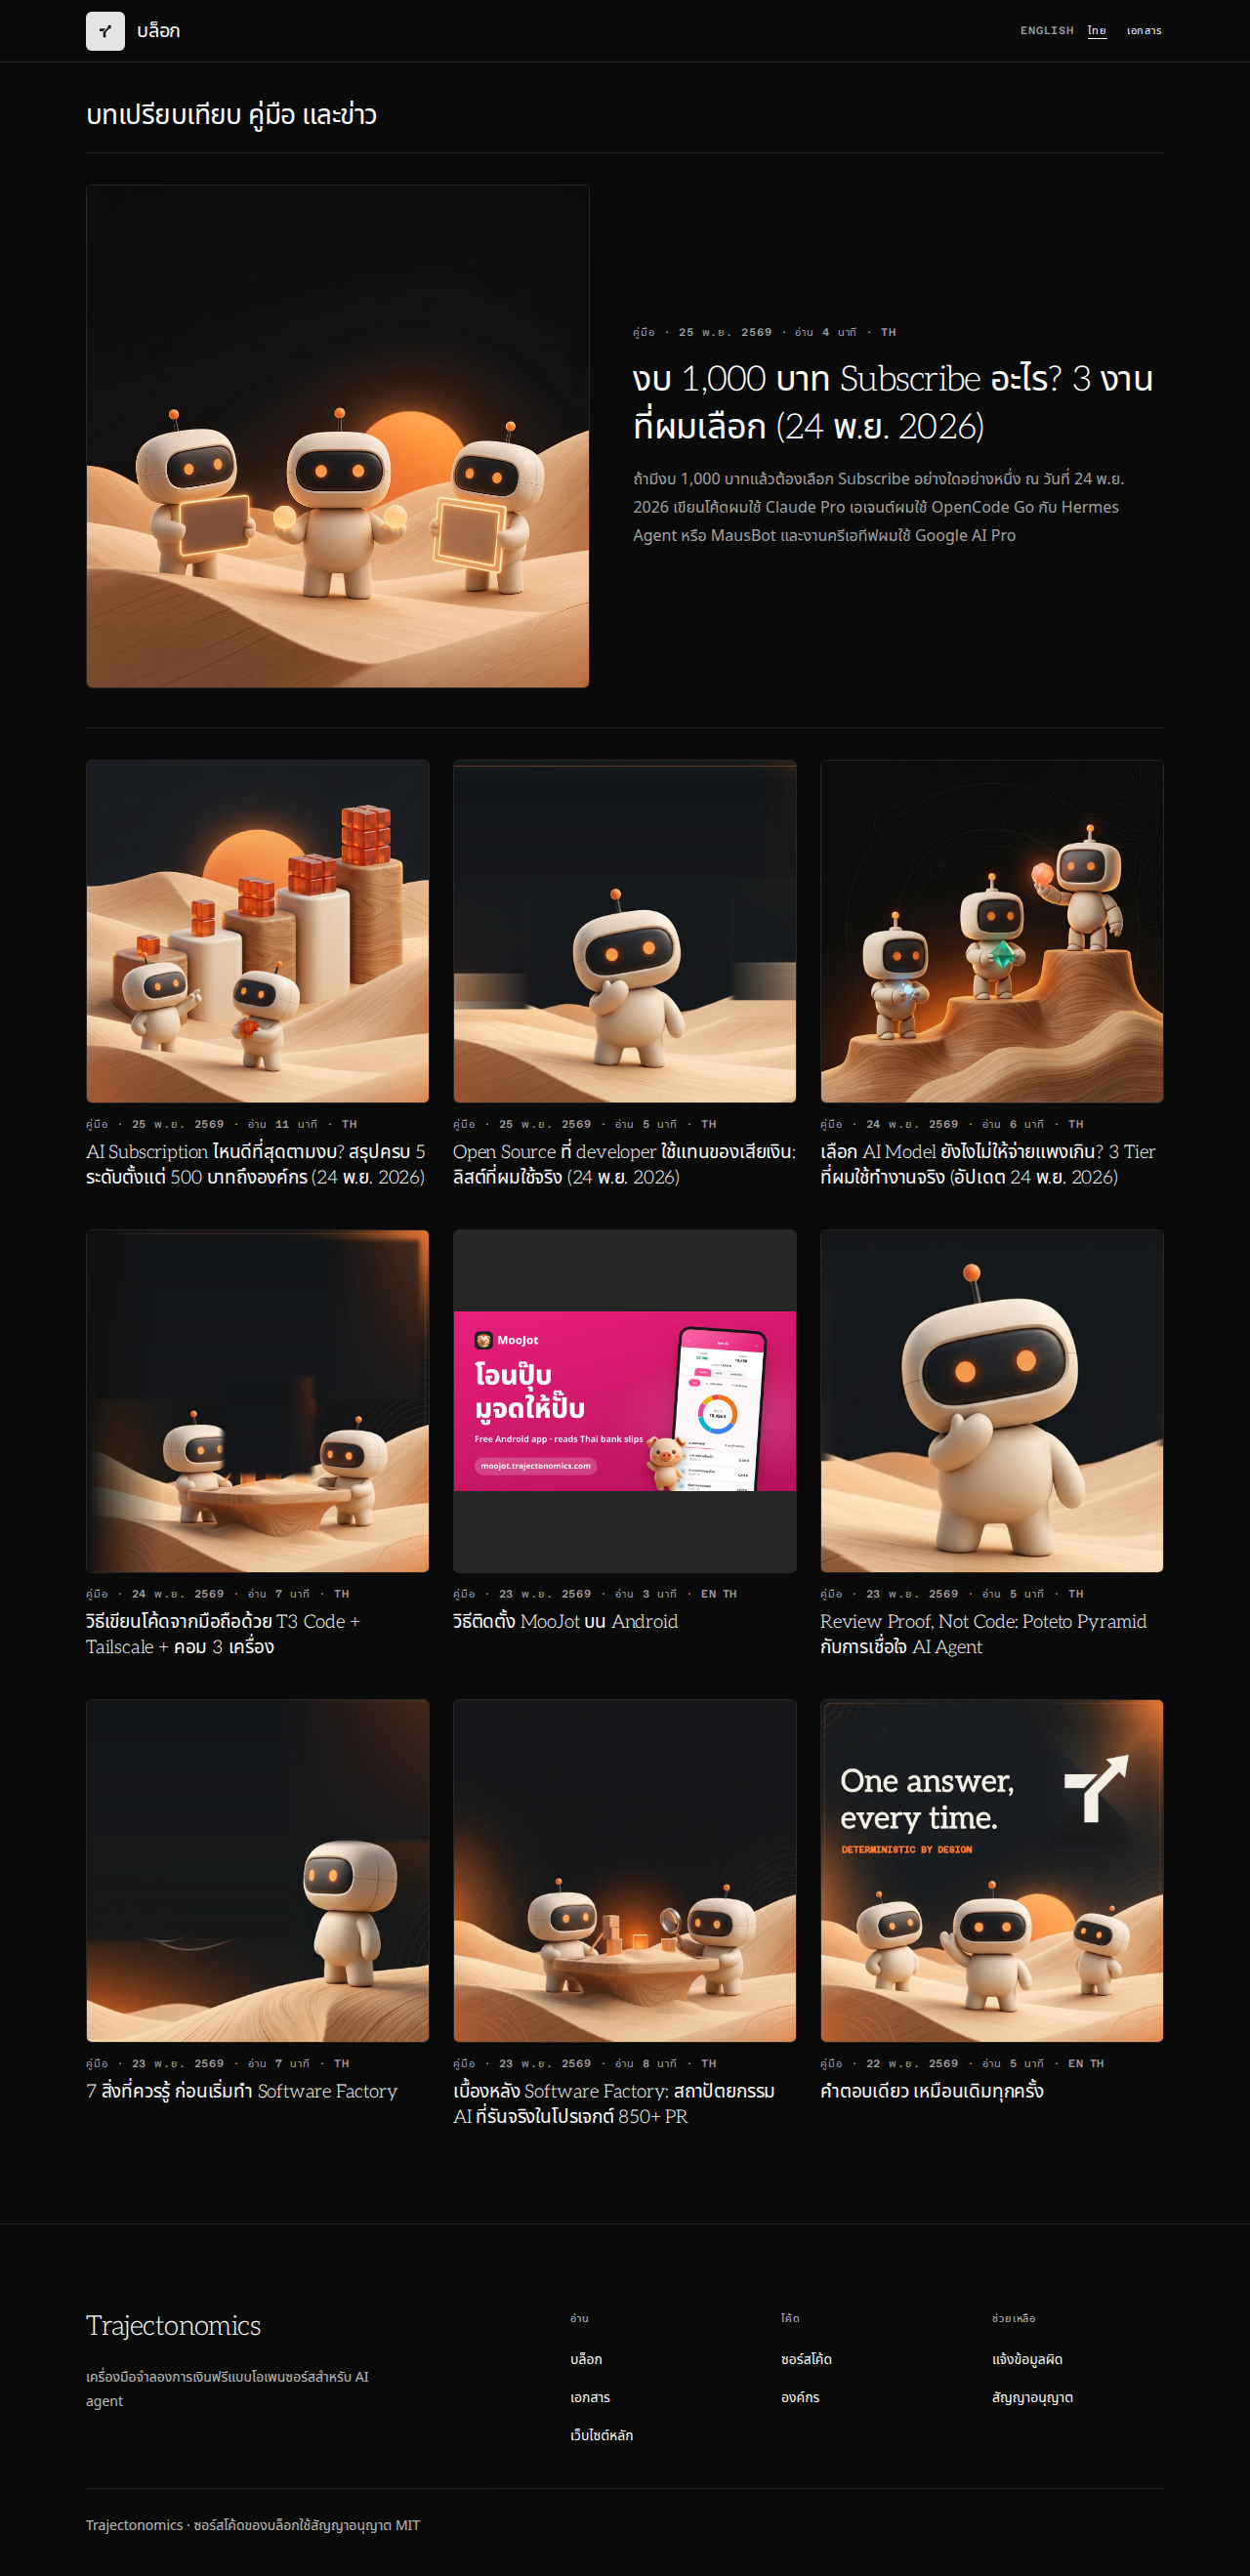 บล็อก
ENGLISH ไทย เอกสาร
บทเปรียบเทียบ คู่มือ และข่าว
คู่มือ · 25 พ.ย. 2569 · อ่าน 4 นาที · TH
งบ 1,000 บาท Subscribe อะไร? 3 งาน
ที่ผมเลือก (24 พ.ย. 2026)
ถ้ามีงบ 1,000 บาทแล้วต้องเลือก Subscribe อย่างใดอย่างหนึ่ง ณ วันที่ 24 พ.ย.
2026 เขียนโค้ดผมใช้ Claude Pro เอเจนต์ผมใช้ OpenCode Go กับ Hermes
Agent หรือ MausBot และงานครีเอทีฟผมใช้ Google AI Pro
คู่มือ · 25 พ.ย. 2569 · อ่าน 11 นาที · TH
AI Subscription ไหนดีที่สุดตามงบ? สรุปครบ 5
ระดับตั้งแต่ 500 บาทถึงองค์กร (24 พ.ย. 2026)
คู่มือ · 25 พ.ย. 2569 · อ่าน 5 นาที · TH
Open Source ที่ developer ใช้แทนของเสียเงิน:
ลิสต์ที่ผมใช้จริง (24 พ.ย. 2026)
คู่มือ · 24 พ.ย. 2569 · อ่าน 6 นาที · TH
เลือก AI Model ยังไงไม่ให้จ่ายแพงเกิน? 3 Tier
ที่ผมใช้ทำงานจริง (อัปเดต 24 พ.ย. 2026)
MooJot
โอนปุ๊บ
มูจดให้ปั๊บ
Free Android app · reads Thai bank slips
moojot.trajectonomics.com
คู่มือ · 24 พ.ย. 2569 · อ่าน 7 นาที · TH
วิธีเขียนโค้ดจากมือถือด้วย T3 Code +
Tailscale + คอม 3 เครื่อง
คู่มือ · 23 พ.ย. 2569 · อ่าน 3 นาที · EN TH
วิธีติดตั้ง MooJot บน Android
คู่มือ · 23 พ.ย. 2569 · อ่าน 5 นาที · TH
Review Proof, Not Code: Poteto Pyramid
กับการเชื่อใจ AI Agent
One answer,
every time.
DETERMINISTIC BY DESIGN
คู่มือ · 23 พ.ย. 2569 · อ่าน 7 นาที · TH
7 สิ่งที่ควรรู้ ก่อนเริ่มทำ Software Factory
คู่มือ · 23 พ.ย. 2569 · อ่าน 8 นาที · TH
เบื้องหลัง Software Factory: สถาปัตยกรรม
AI ที่รันจริงในโปรเจกต์ 850+ PR
คู่มือ · 22 พ.ย. 2569 · อ่าน 5 นาที · EN TH
คำตอบเดียว เหมือนเดิมทุกครั้ง
Trajectonomics
เครื่องมือจำลองการเงินฟรีแบบโอเพนซอร์สสำหรับ AI
agent
อ่าน
บล็อก
เอกสาร
เว็บไซต์หลัก
โค้ด
ซอร์สโค้ด
องค์กร
ช่วยเหลือ
แจ้งข้อมูลผิด
สัญญาอนุญาต
Trajectonomics · ซอร์สโค้ดของบล็อกใช้สัญญาอนุญาต MIT